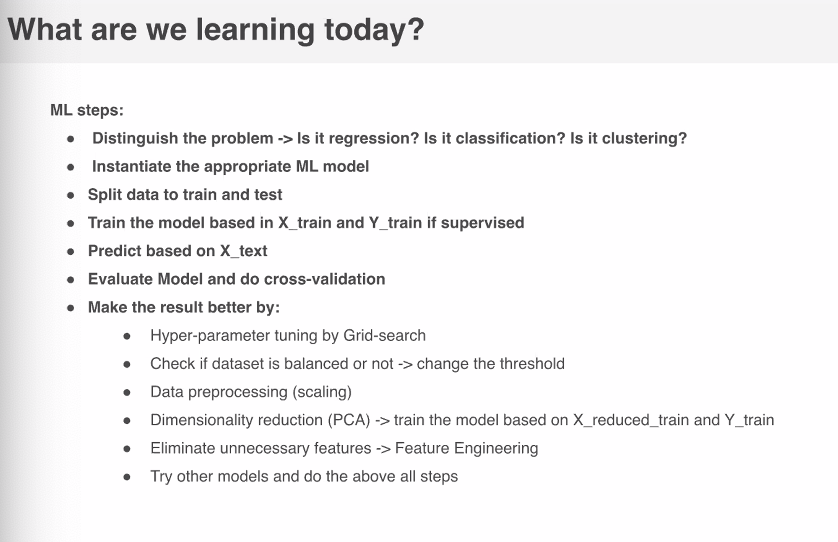 What are we learning today?
ML steps:
● Distinguish the problem -> Is it regression? Is it classification? Is it clustering?
● Instantiate the appropriate ML model
● Split data to train and test
● Train the model based in X_train and Y_train if supervised
● Predict based on X_text
● Evaluate Model and do cross-validation
● Make the result better by:
● Hyper-parameter tuning by Grid-search
● Check if dataset is balanced or not -> change the threshold
● Data preprocessing (scaling)
● Dimensionality reduction (PCA) -> train the model based on X_reduced_train and Y_train
● Eliminate unnecessary features -> Feature Engineering
● Try other models and do the above all steps